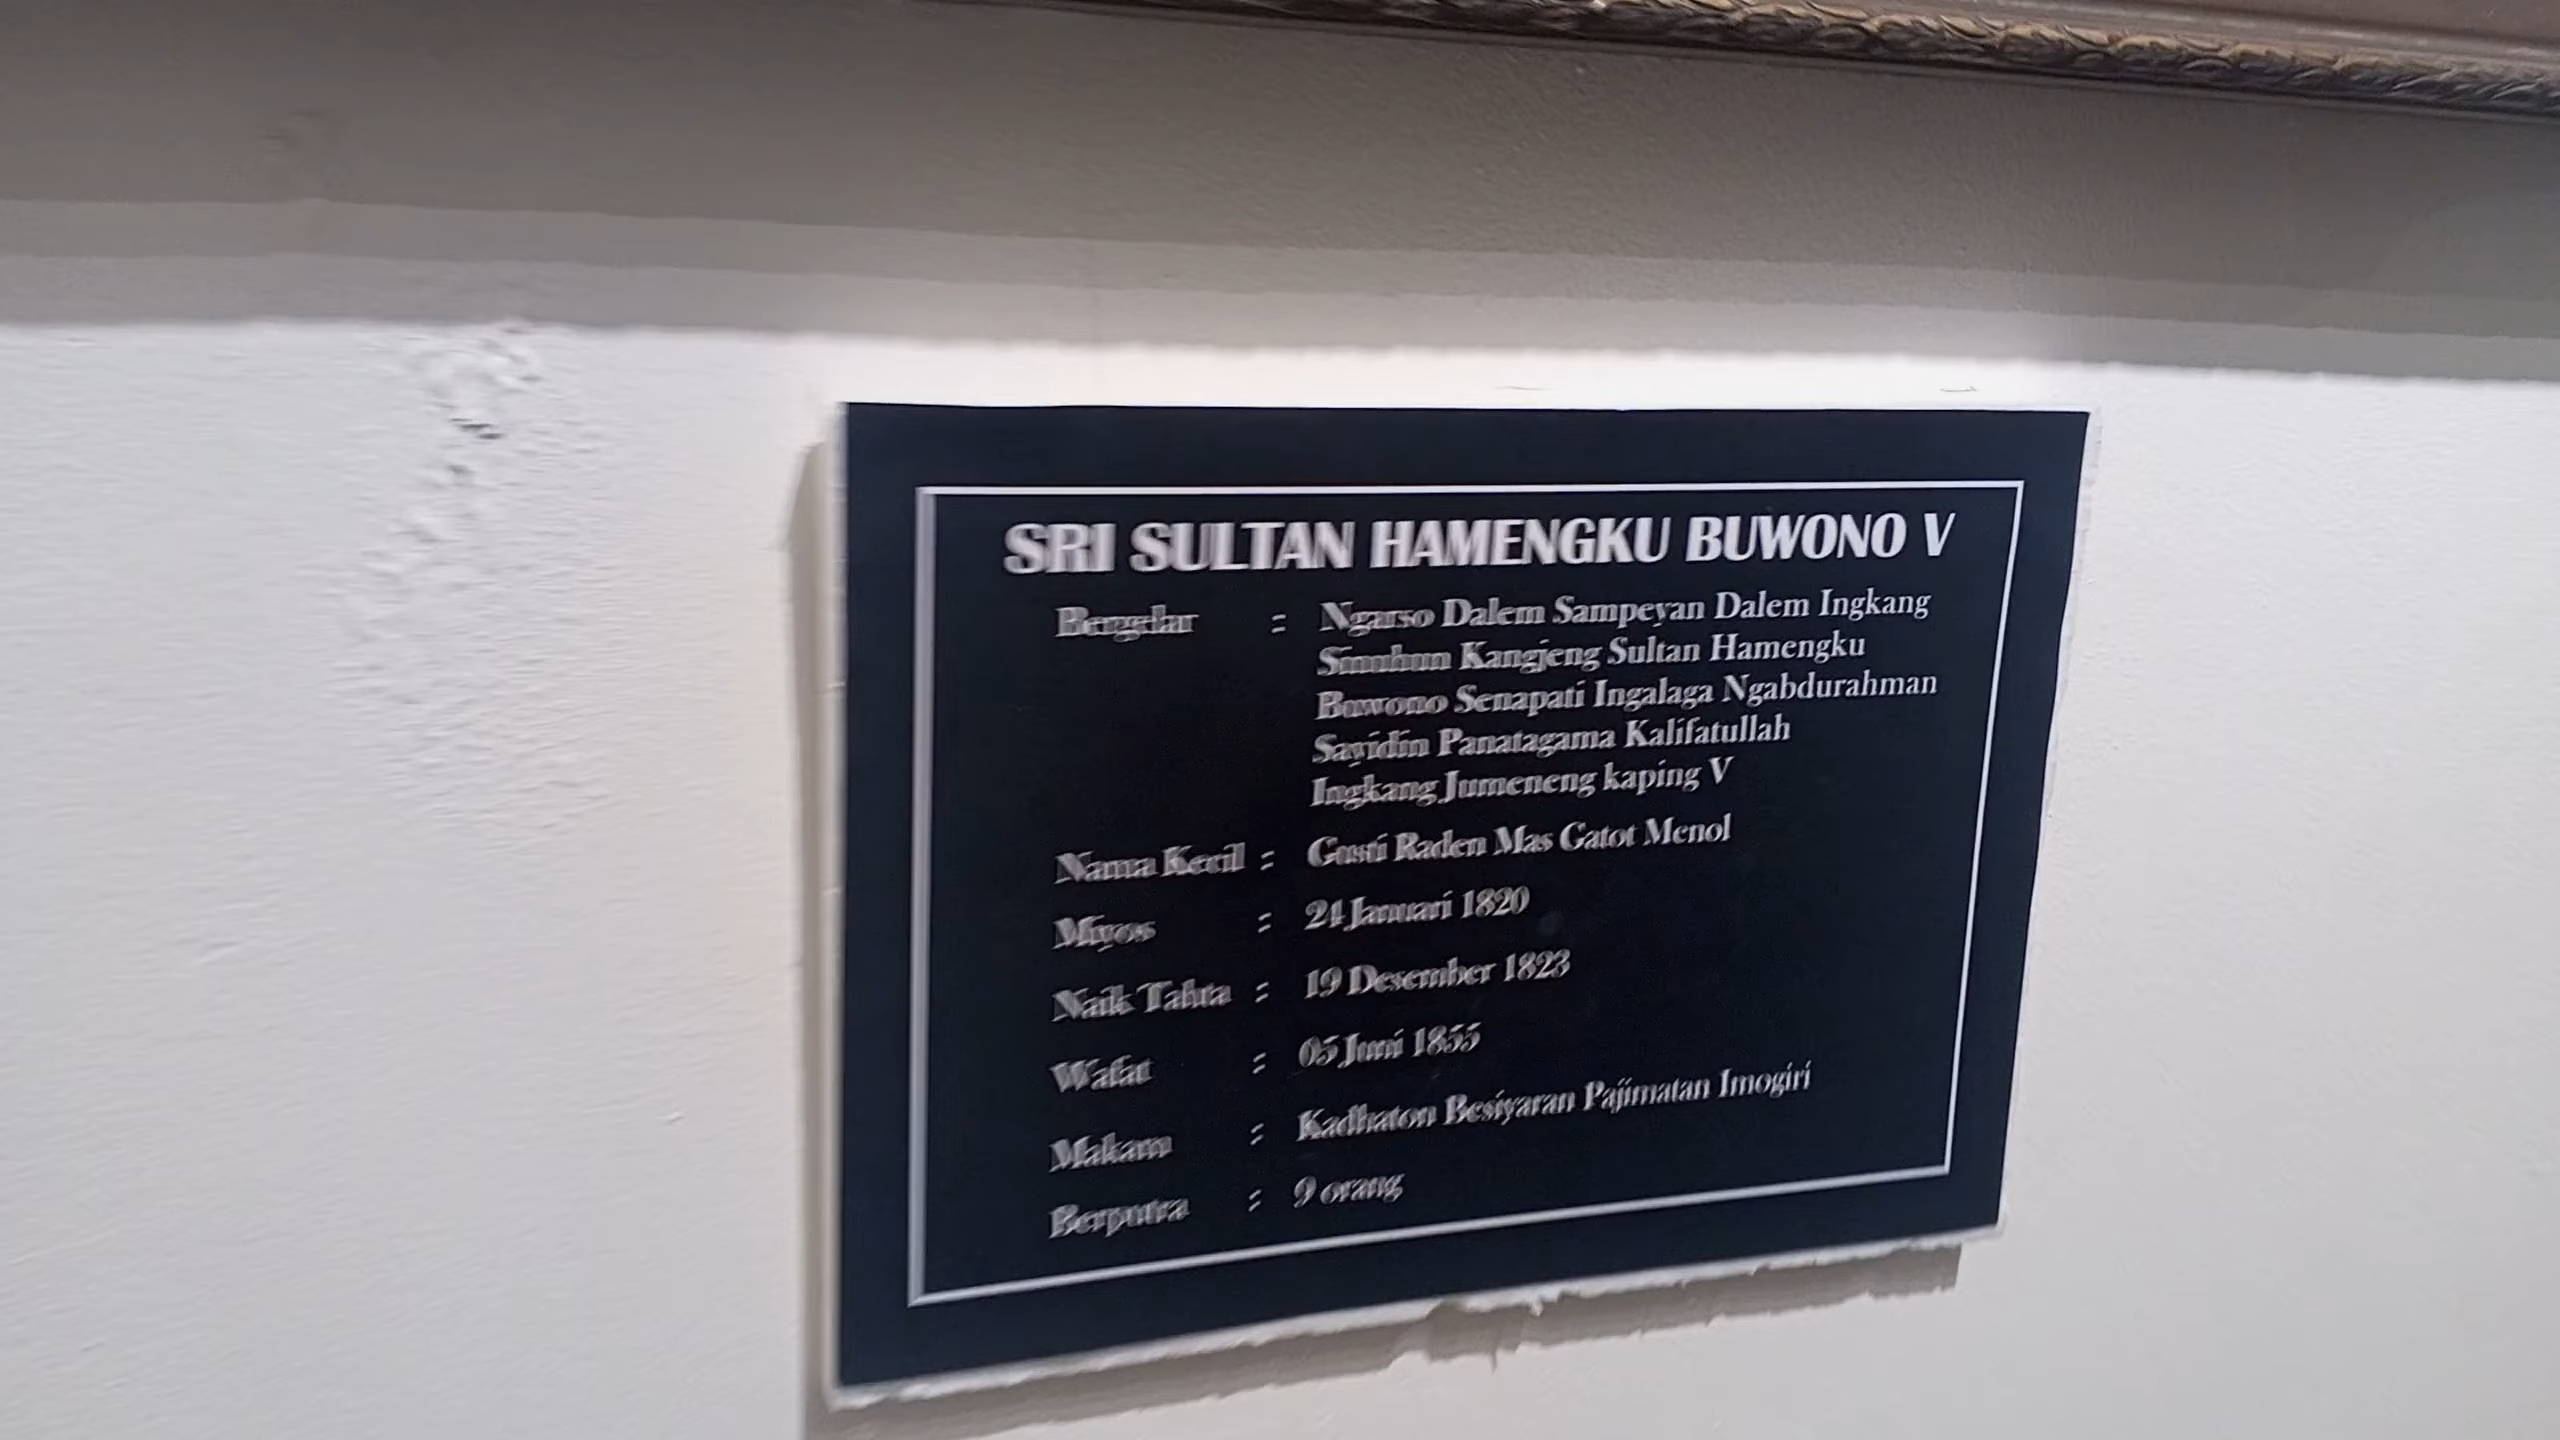 SRI SULTAN HAMENGKU BUWONO V
Bergelar : Ngarso Dalem Sampeyan Dalem Ingkang
Sinuhun Kangjeng Sultan Hamengku
Buwono Senapati Ingalaga Ngabdurahman
Sayidin Panatagama Kalifatullah
Ingkang Jumeneng kaping V
Nama Kecil : Gusti Raden Mas Gatot Menol
Miyos : 24 Januari 1820
Naik Tahta : 19 Desember 1823
Wafat : 05 Juni 1855
Makam : Kadhaton Besiyaran Pajimatan Imogiri
Berputra : 9 orang